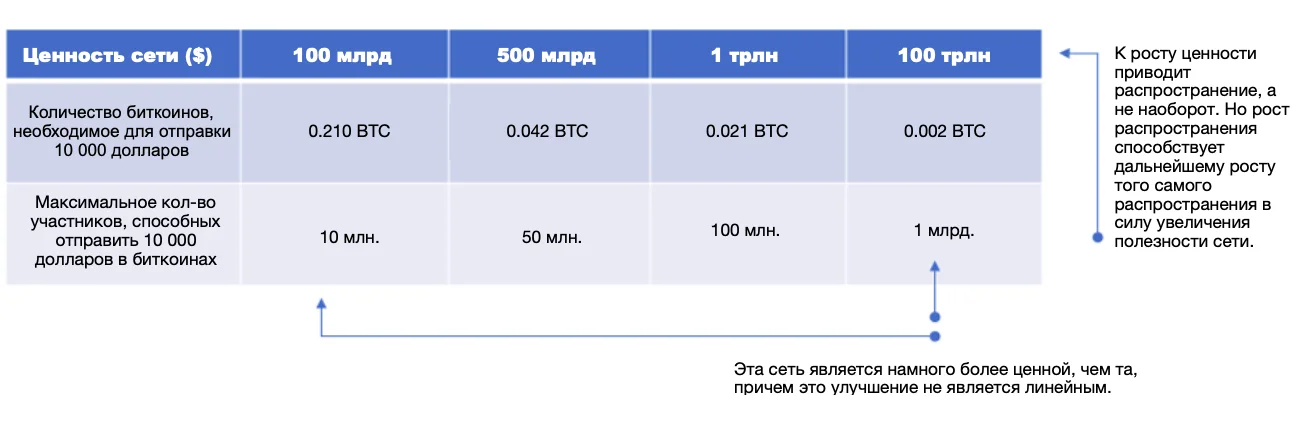 Ценность сети ($)
100 млрд
500 млрд
1 трлн
100 трлн
Количество биткоинов,
необходимое для отправки
10 000 долларов
0.210 BTC
0.042 BTC
0.021 BTC
0.002 BTC
Максимальное кол-во
участников, способных
отправить 10 000
долларов в биткоинах
10 млн.
50 млн.
100 млн.
1 млрд.
К росту ценности
приводит
распространение, а
не наоборот. Но рост
распространения
способствует
дальнейшему росту
того самого
распространения в
силу увеличения
полезности сети.
Эта сеть является намного более ценной, чем та,
причем это улучшение не является линейным.